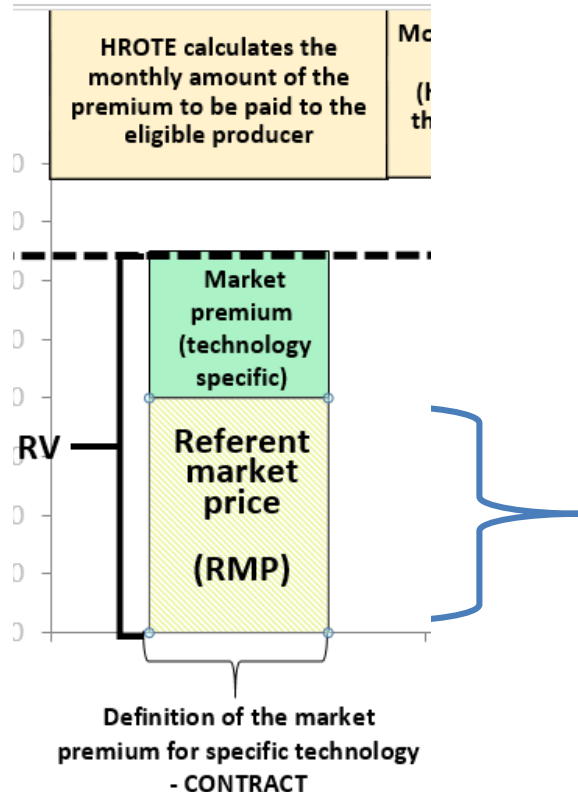 HROTE calculates the
monthly amount of the
premium to be paid to the
eligible producer
Market
premium
(technology
specific)
RV
Referent
market
price
(RMP)
Definition of the market
premium for specific technology
- CONTRACT